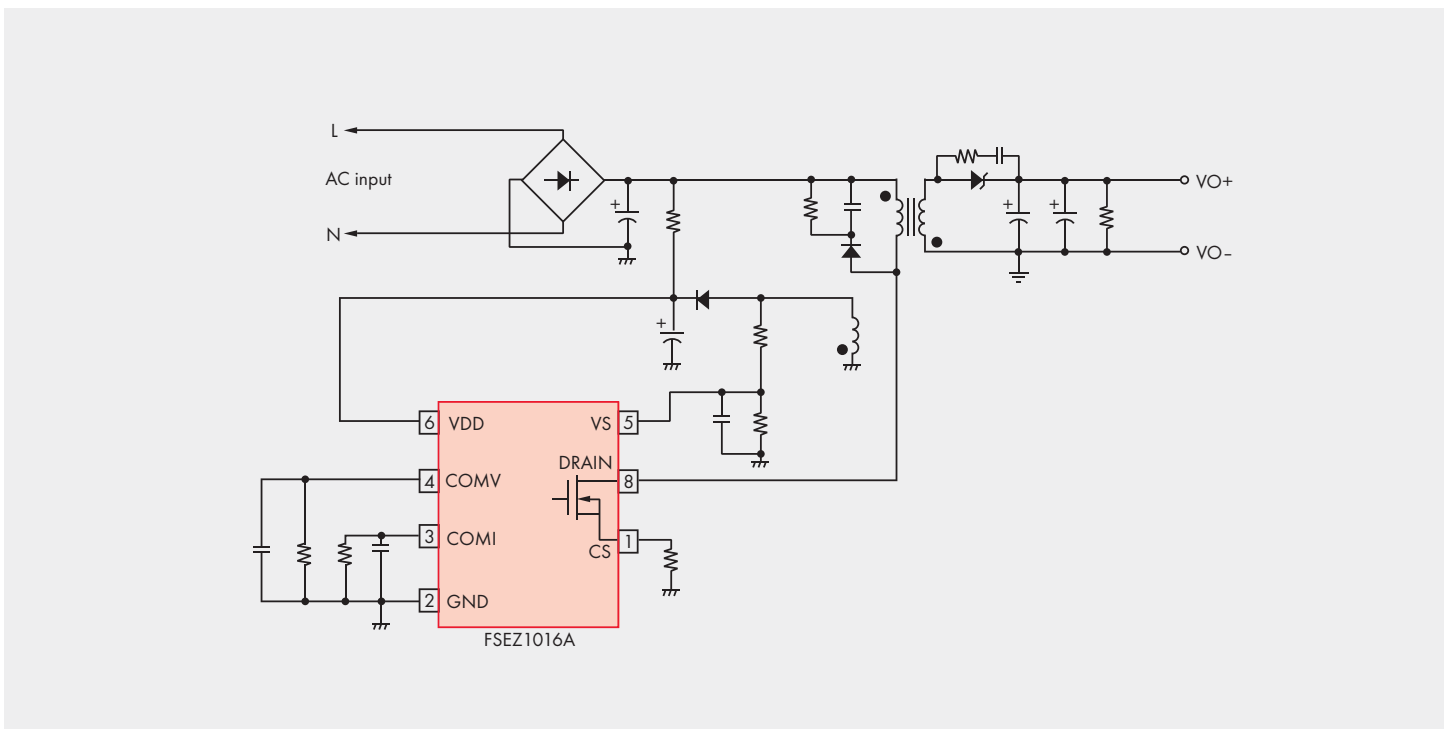 L
AC input
N
+
+
+
VO+
VO–
+
6 VDD
VS 5
DRAIN
4 COMV
8
3 COMI
1
CS
2 GND
FSEZ1016A